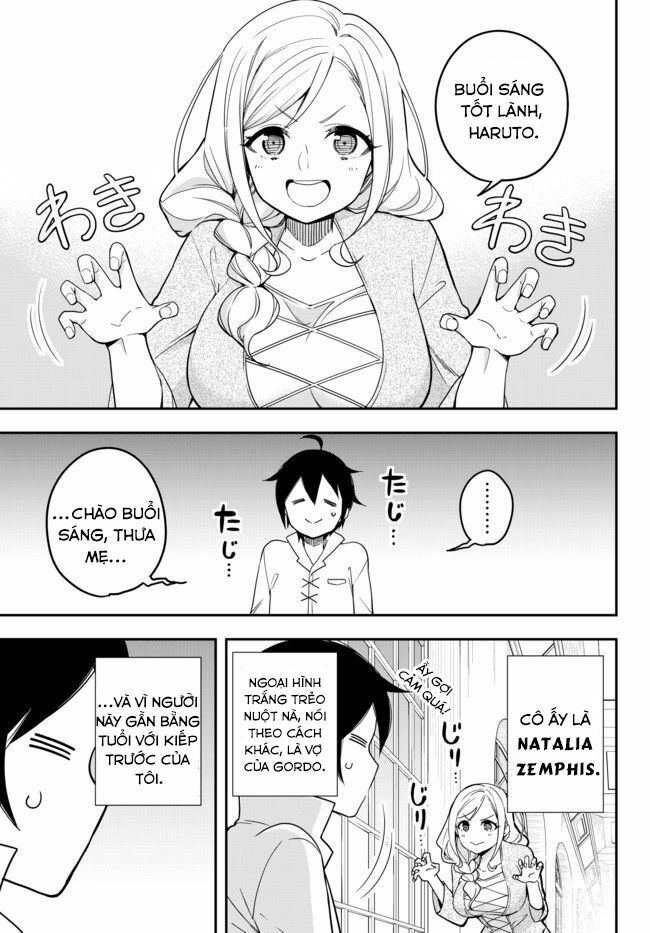 BUỔI SÁNG
TỐT LÀNH,
HARUTO.
わき
わき
......
たじ…
たじ…
...CHÀO BUỔI
SÁNG, THƯA
MẸ...
CÔ ẤY LÀ
NATALIA
ZEMPHIS.
ẦY GỢI
CẢM QUÁ!
じり
じり
NGOẠI HÌNH
TRẮNG TRẺO
NUỘT NÀ, NÓI
THEO CÁCH
KHÁC, LÀ VỢ
CỦA GORDO.
...VÀ VÌ NGƯỜI
NÀY GẦN BẰNG
TUỔI VỚI KIẾP
TRƯỚC CỦA
TÔI.